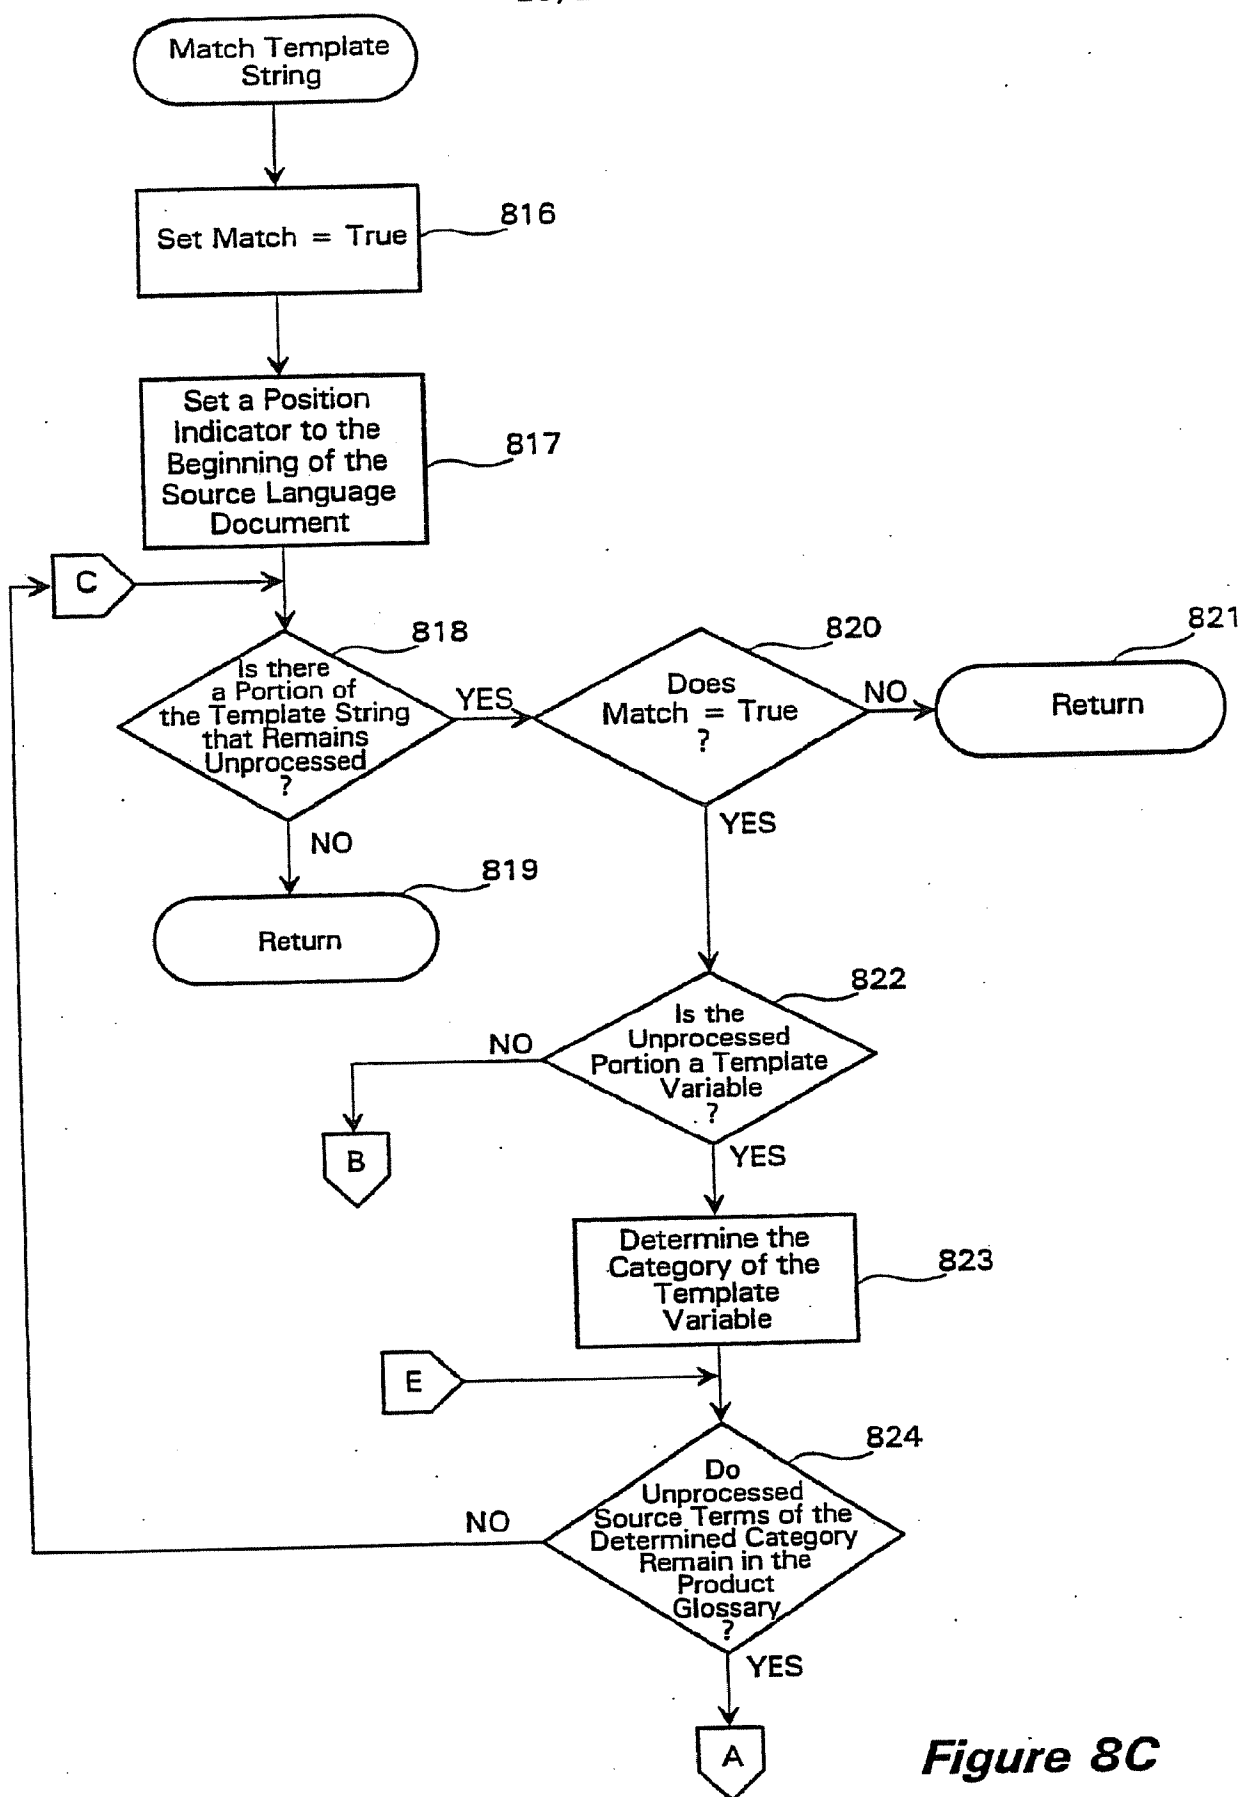 Match Template
String
Set Match = True
816
Set a Position
Indicator to the
Beginning of the
Source Language
Document
817
C
Is there
a Portion of
the Template String
that Remains
Unprocessed
?
818
YES
NO
Return
819
Does
Match = True
?
820
NO
YES
Return
821
Is the
Unprocessed
Portion a Template
Variable
?
822
NO
B
YES
Determine the
Category of the
Template
Variable
823
E
Do
Unprocessed
Source Terms of the
Determined Category
Remain in the
Product
Glossary
?
824
NO
YES
A
Figure 8C